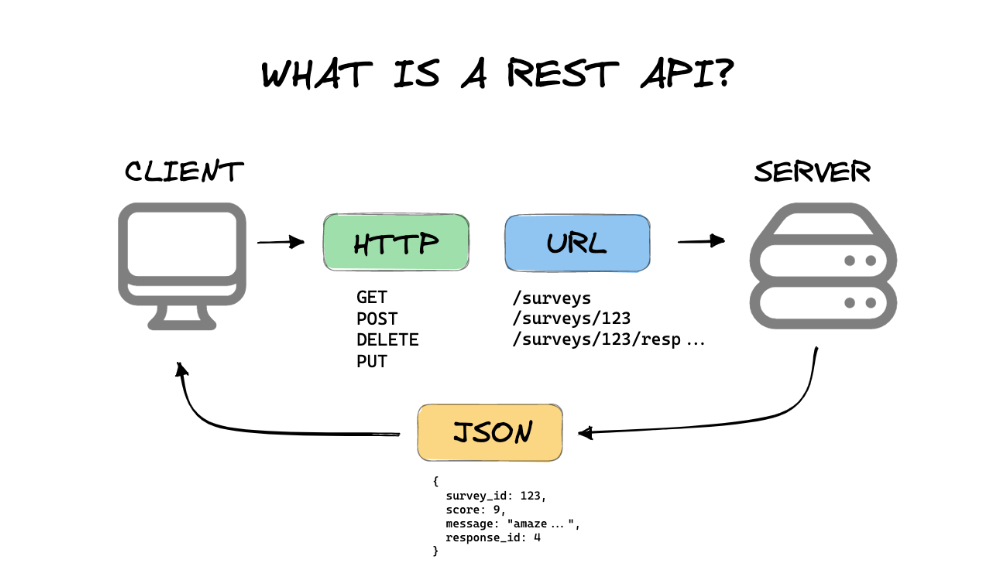 WHAT IS A REST API?
CLIENT
SERVER
HTTP
URL
GET
POST
DELETE
PUT
/surveys
/surveys/123
/surveys/123/resp...
JSON
{
survey_id: 123,
score: 9,
message: "amaze...",
response_id: 4
}